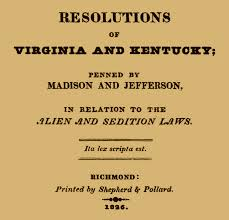 RESOLUTIONS
OF
VIRGINIA AND KENTUCKY;
PENNED BY
MADISON AND JEFFERSON,
IN RELATION TO THE
ALIEN AND SEDITION LAWS.
Ita lex scripta est.
RICHMOND:
Printed by Shepherd & Pollard.
1826.